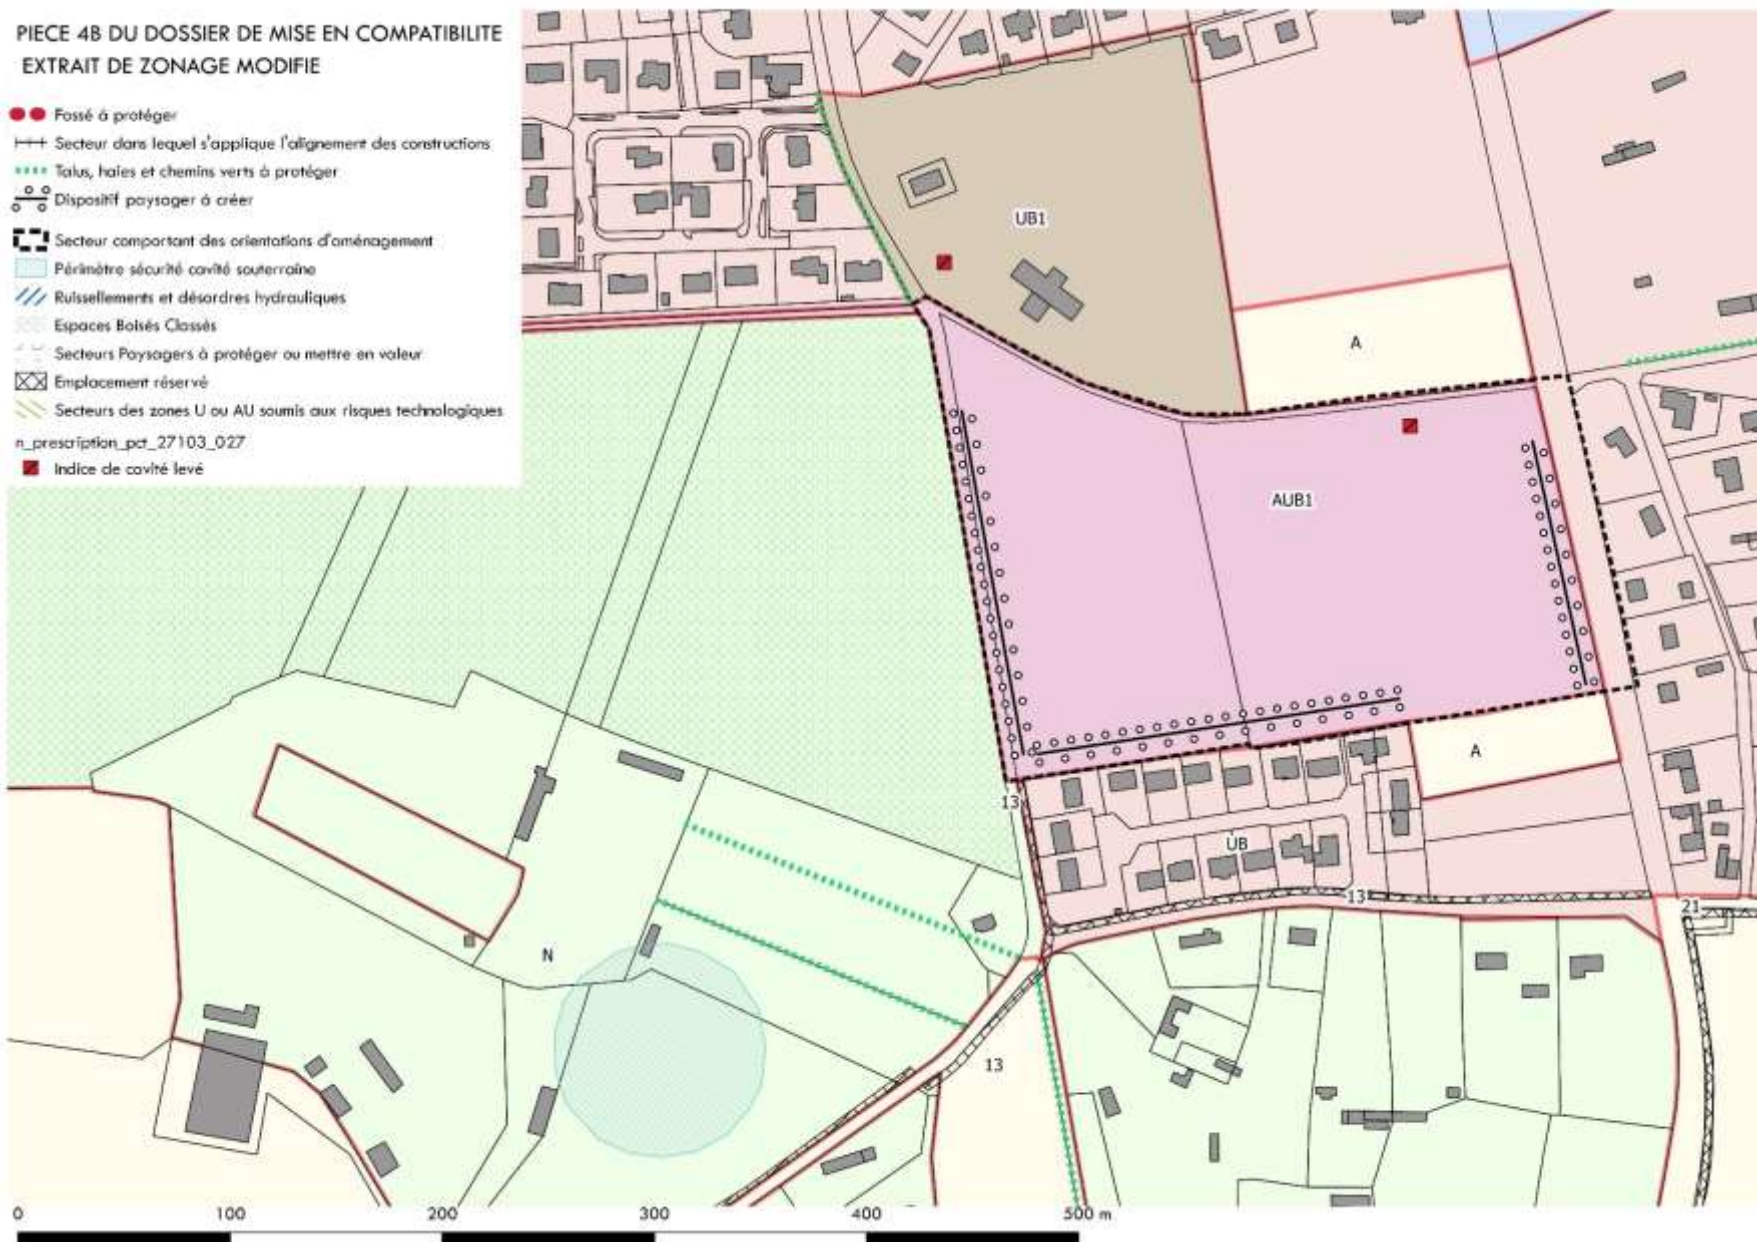 PIECE 4B DU DOSSIER DE MISE EN COMPATIBILITE
EXTRAIT DE ZONAGE MODIFIE
Fossé à protéger
Secteur dans lequel s'applique l'alignement des constructions
Talus, haies et chemins verts à protéger
Dispositif paysager à créer
Secteur comportant des orientations d'aménagement
Périmètre sécurité cavité souterraine
Ruissellements et désordres hydrauliques
Espaces Boisés Classés
Secteurs Paysagers à protéger ou mettre en valeur
Emplacement réservé
Secteurs des zones U ou AU soumis aux risques technologiques
n_prescription_pct_27103_027
Indice de cavité levé
UB1
A
AUB1
A
13
UB
13
21
N
13
0 100 200 300 400 500 m